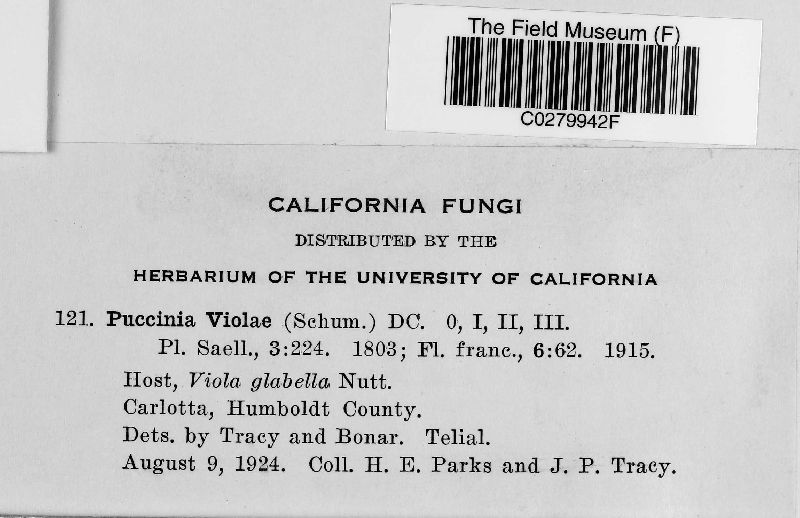 The Field Museum (F)
C0279942F
CALIFORNIA FUNGI
DISTRIBUTED BY THE
HERBARIUM OF THE UNIVERSITY OF CALIFORNIA
121. Puccinia Violae (Schum.) DC. 0, I, II, III.
Pl. Saell., 3:224. 1803; Fl. franc., 6:62. 1915.
Host, Viola glabella Nutt.
Carlotta, Humboldt County.
Dets. by Tracy and Bonar. Telial.
August 9, 1924. Coll. H. E. Parks and J. P. Tracy.